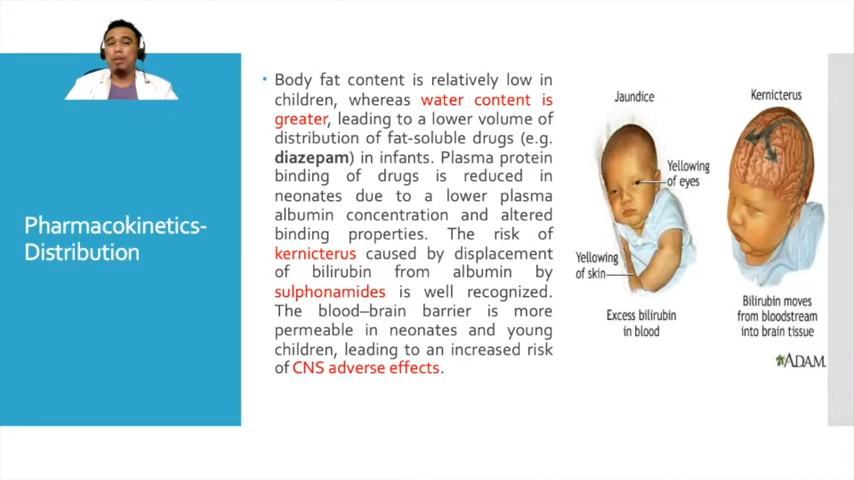 Pharmacokinetics-
Distribution
• Body fat content is relatively low in
children, whereas water content is
greater, leading to a lower volume of
distribution of fat-soluble drugs (e.g.
diazepam) in infants. Plasma protein
binding of drugs is reduced in
neonates due to a lower plasma
albumin concentration and altered
binding properties. The risk of
kernicterus caused by displacement
of bilirubin from albumin by
sulphonamides is well recognized.
The blood–brain barrier is more
permeable in neonates and young
children, leading to an increased risk
of CNS adverse effects.
Jaundice
Yellowing
of eyes
Yellowing
of skin
Excess bilirubin
in blood
Kernicterus
Bilirubin moves
from bloodstream
into brain tissue
ADAM.